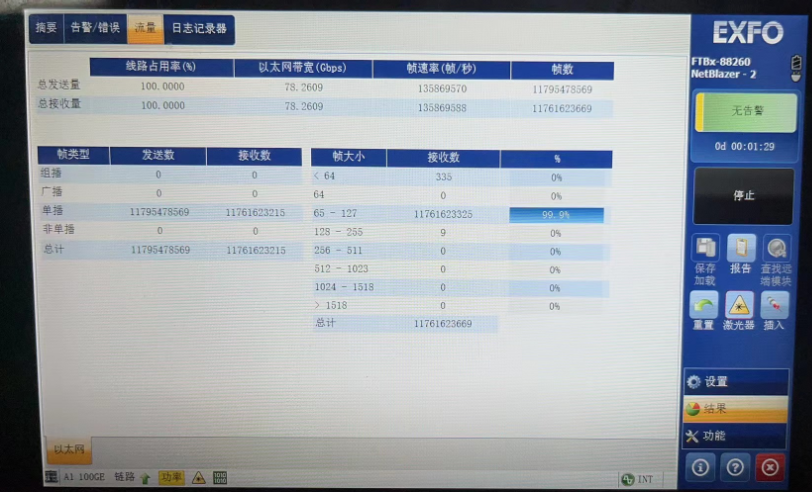 摘要 告警/错误 流量 日志记录器
EXFO
FTBx-88260
NetBlazer - 2
线路占用率(%) 以太网带宽(Gbps) 帧速率(帧/秒) 帧数
总发送量 100.0000 78.2609 135869570 11795478569
总接收量 100.0000 78.2609 135869588 11761623669
无告警
0d 00:01:29
停止
帧类型 发送数 接收数
组播 0 0
广播 0 0
单播 11795478569 11761623215
非单播 0 0
总计 11795478569 11761623215
帧大小 接收数 %
< 64 335 0%
64 0 0%
65 - 127 11761623325 99.9%
128 - 255 9 0%
256 - 511 0 0%
512 - 1023 0 0%
1024 - 1518 0 0%
> 1518 0 0%
总计 11761623669
保存 报告 查找远
加载 端模块
重置 激光器 插入
设置
结果
功能
以太网
A1 100GE 链路 功率 1010 1010 INT